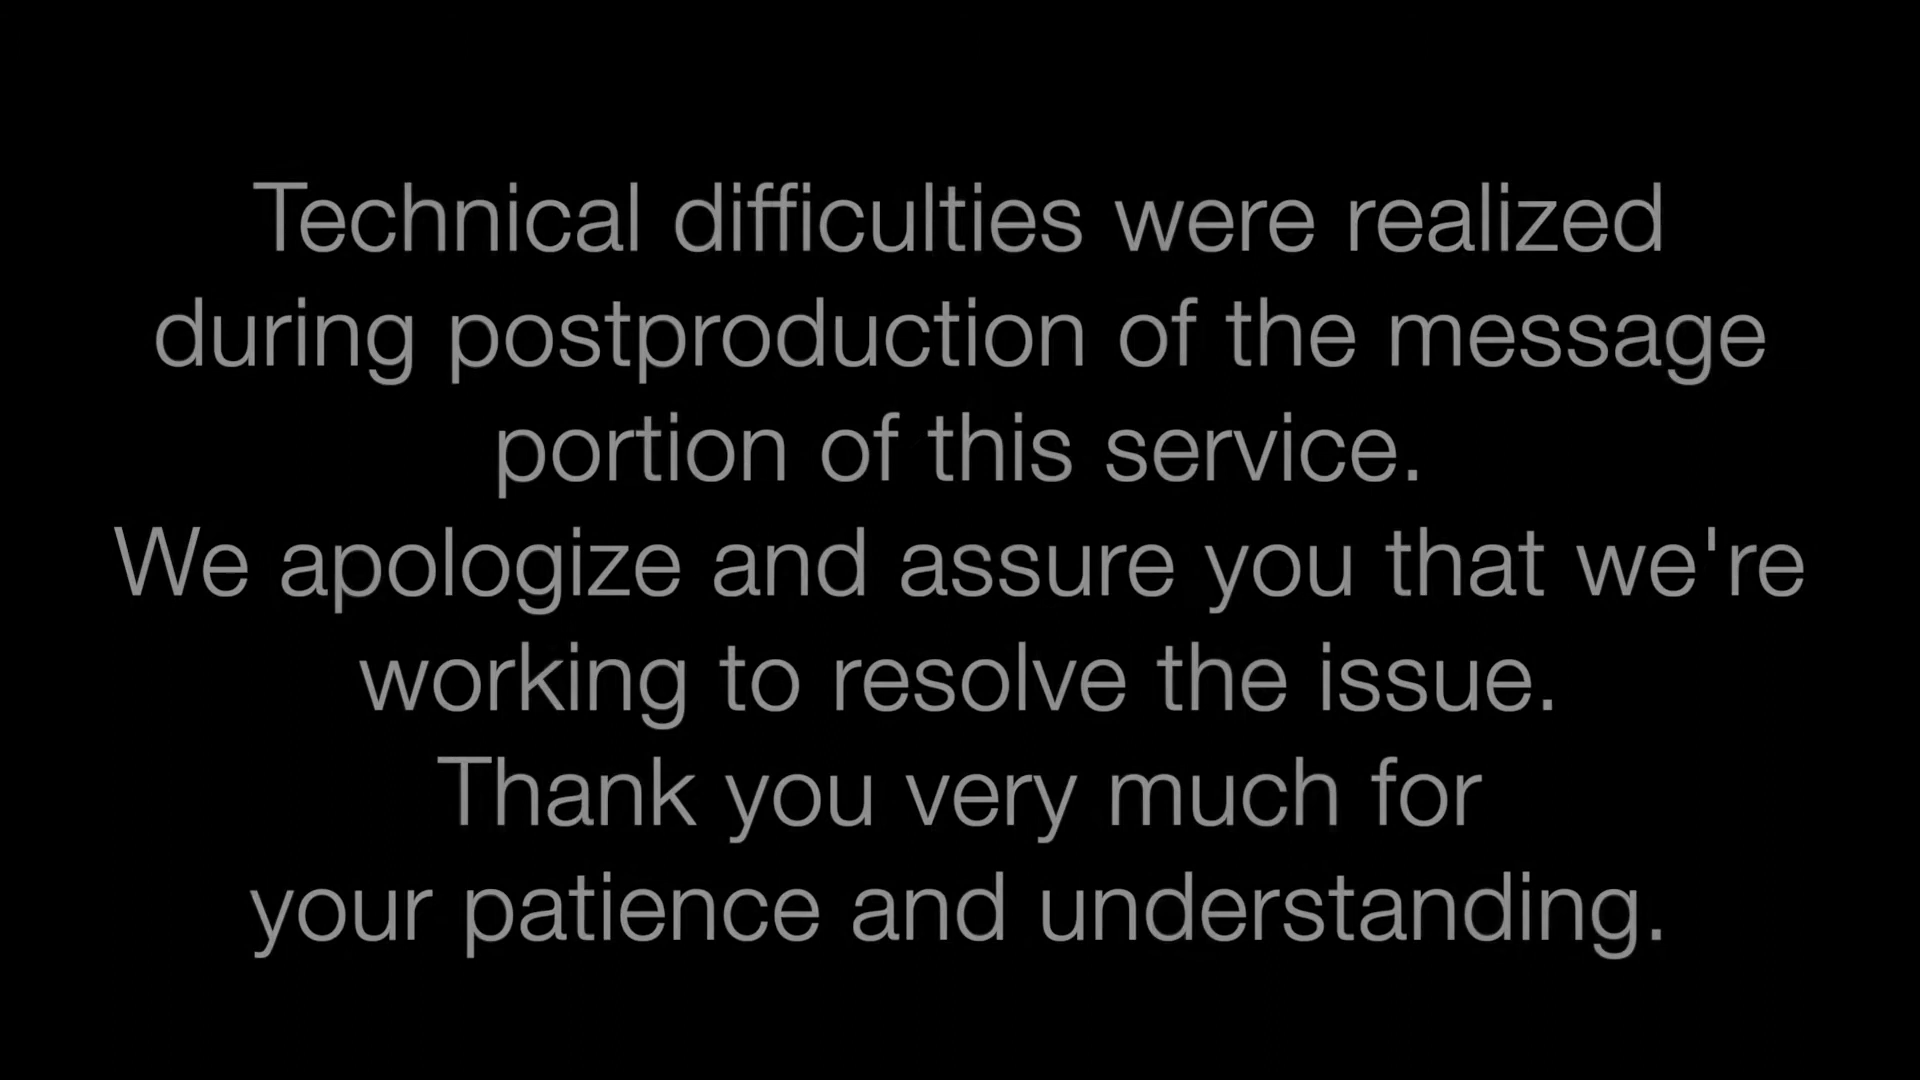 Technical difficulties were realized
during postproduction of the message
portion of this service.
We apologize and assure you that we're
working to resolve the issue.
Thank you very much for
your patience and understanding.